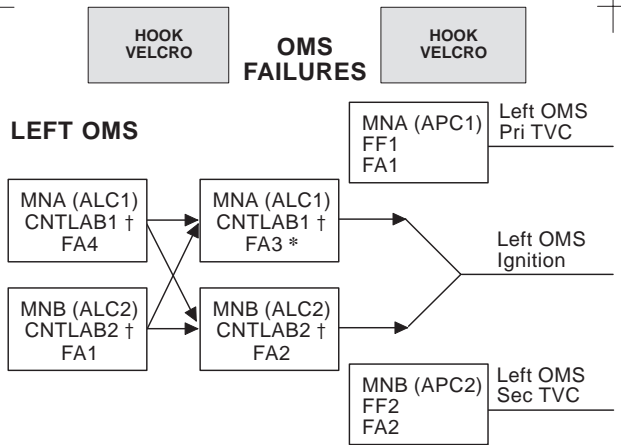 HOOK
VELCRO
OMS
FAILURES
HOOK
VELCRO
LEFT OMS
MNA (APC1)
FF1
FA1
Left OMS
Pri TVC
MNA (ALC1)
CNTLAB1 †
FA4
MNA (ALC1)
CNTLAB1 †
FA3 *
Left OMS
Ignition
MNB (ALC2)
CNTLAB2 †
FA1
MNB (ALC2)
CNTLAB2 †
FA2
MNB (APC2)
FF2
FA2
Left OMS
Sec TVC